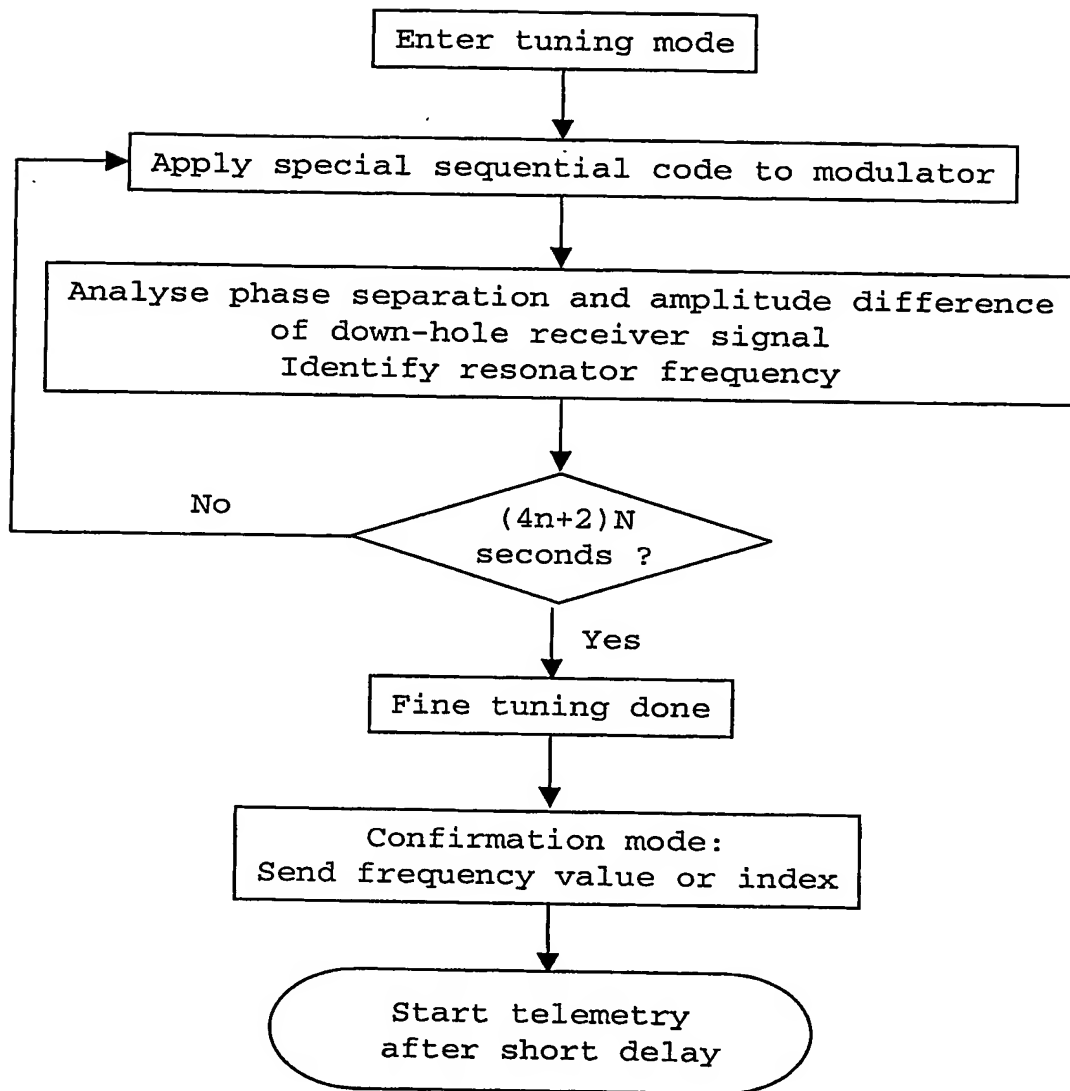 Enter tuning mode
Apply special sequential code to modulator
Analyse phase separation and amplitude difference
of down-hole receiver signal
Identify resonator frequency
No
(4n+2)N
seconds ?
Yes
Fine tuning done
Confirmation mode:
Send frequency value or index
Start telemetry
after short delay